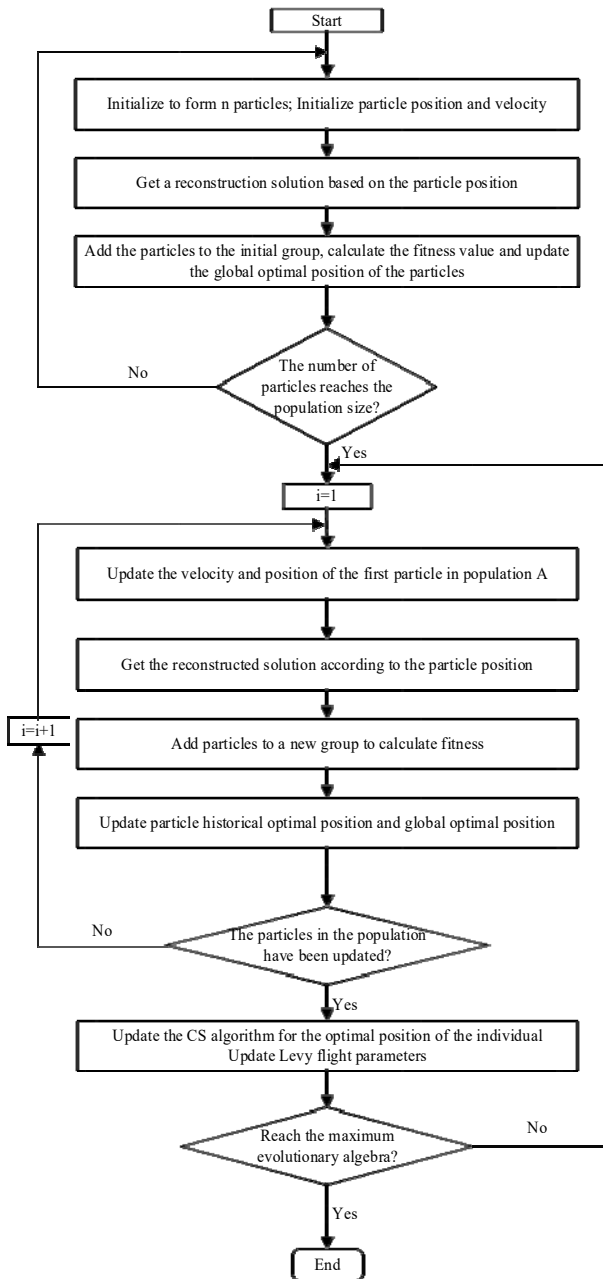 Start
Initialize to form n particles; Initialize particle position and velocity
Get a reconstruction solution based on the particle position
Add the particles to the initial group, calculate the fitness value and update
the global optimal position of the particles
No
The number of
particles reaches the
population size?
Yes
i=1
Update the velocity and position of the first particle in population A
Get the reconstructed solution according to the particle position
i=i+1
Add particles to a new group to calculate fitness
Update particle historical optimal position and global optimal position
No
The particles in the population
have been updated?
Yes
Update the CS algorithm for the optimal position of the individual
Update Levy flight parameters
Reach the maximum
evolutionary algebra?
No
Yes
End